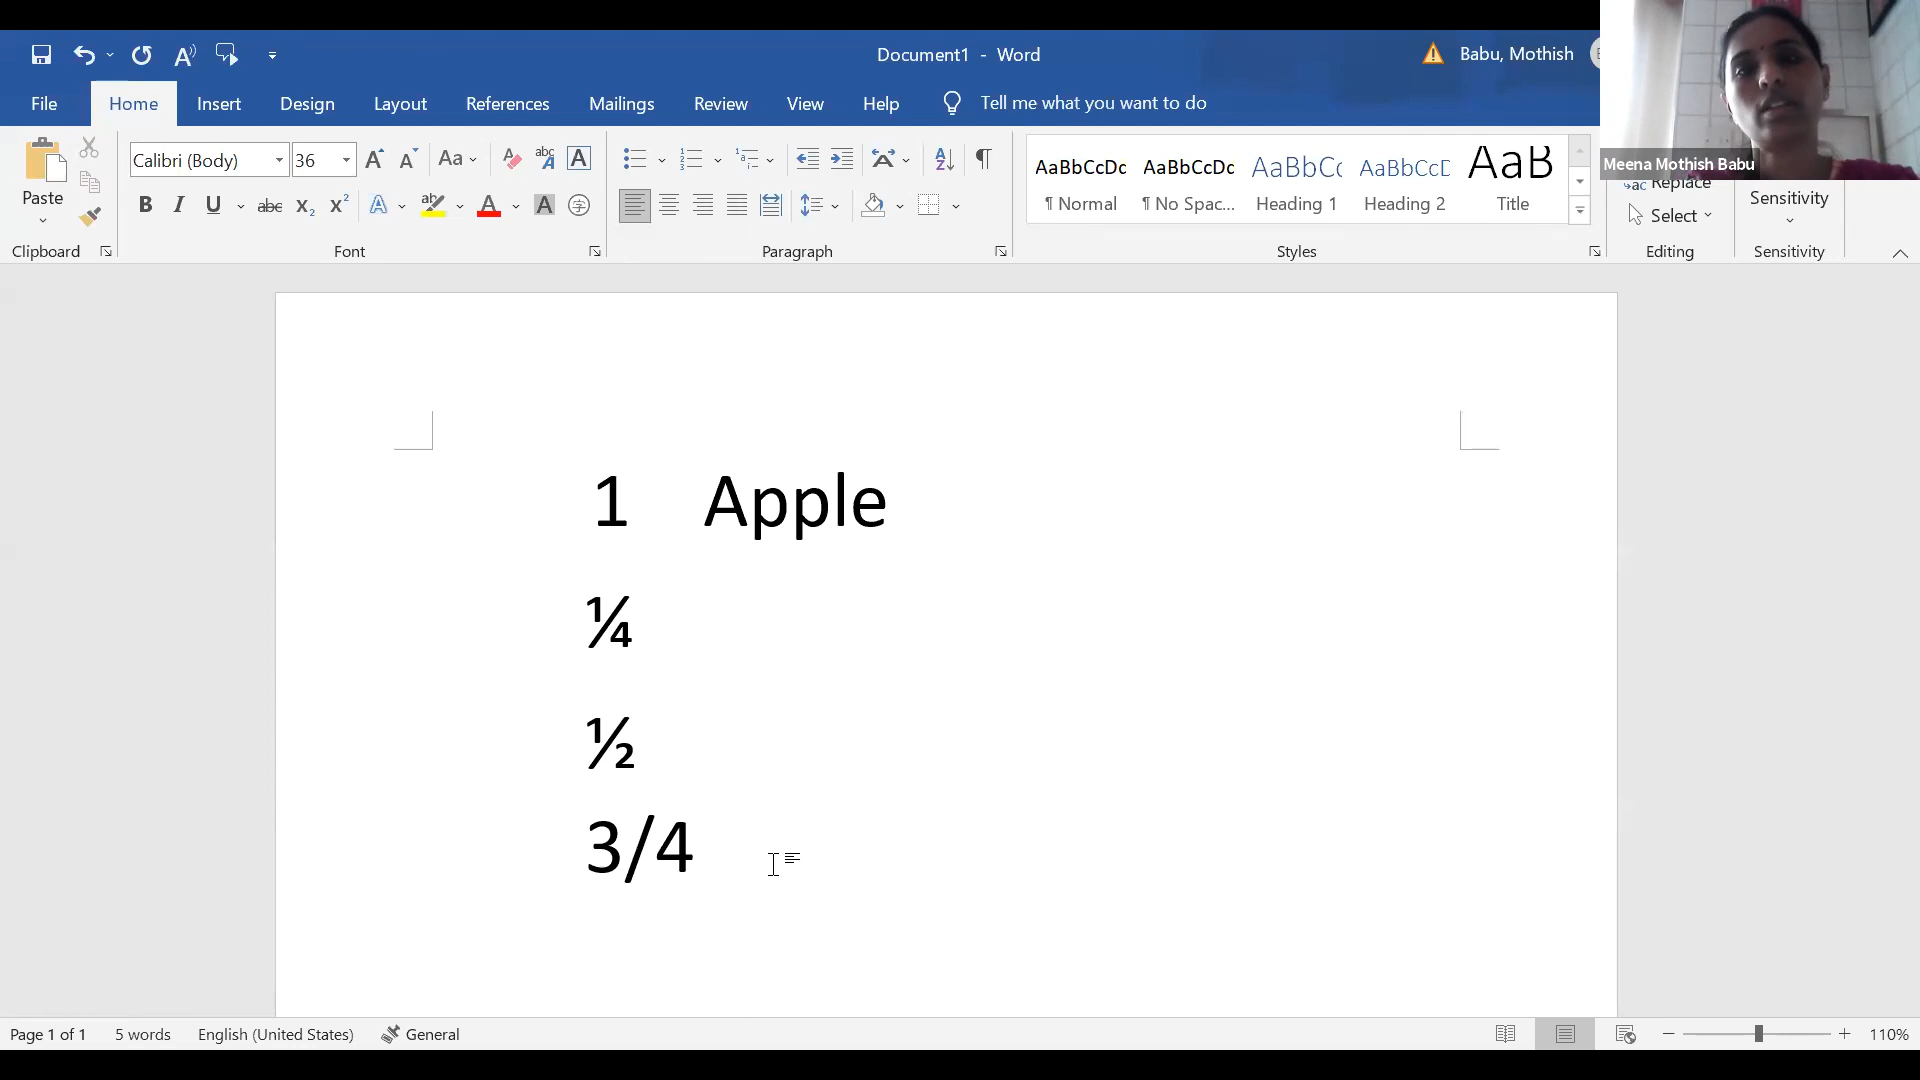 Document1 - Word
Babu, Mothish
File Home Insert Design Layout References Mailings Review View Help Tell me what you want to do
Meena Mothish Babu
Paste
Calibri (Body) 36 Aa
AaBbCcDc AaBbCcDc AaBbCc AaB
¶ Normal ¶ No Spac... Heading 1 Heading 2 Title
Replace
Select
Sensitivity
Clipboard Font Paragraph Styles Editing Sensitivity
1 Apple
¼
½
3/4
Page 1 of 1 5 words English (United States) General 110%